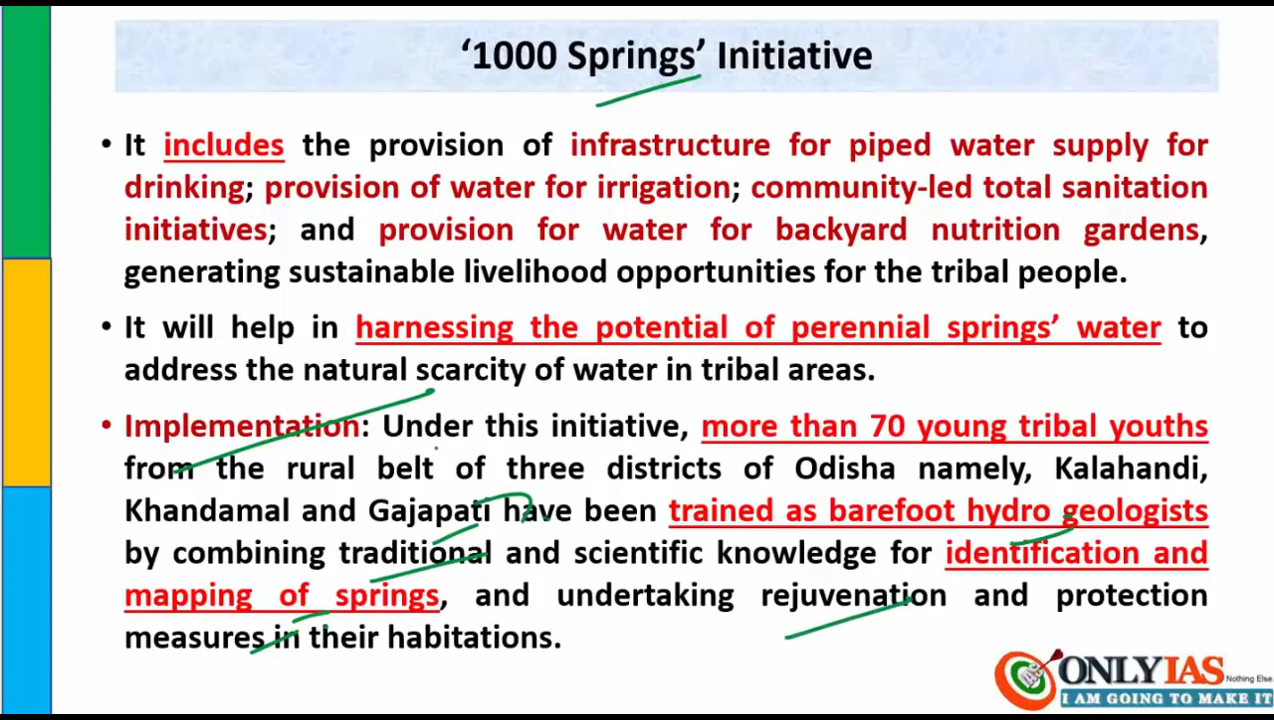 ‘1000 Springs’ Initiative
• It includes the provision of infrastructure for piped water supply for
drinking; provision of water for irrigation; community-led total sanitation
initiatives; and provision for water for backyard nutrition gardens,
generating sustainable livelihood opportunities for the tribal people.
• It will help in harnessing the potential of perennial springs’ water to
address the natural scarcity of water in tribal areas.
• Implementation: Under this initiative, more than 70 young tribal youths
from the rural belt of three districts of Odisha namely, Kalahandi,
Khandamal and Gajapati have been trained as barefoot hydro geologists
by combining traditional and scientific knowledge for identification and
mapping of springs, and undertaking rejuvenation and protection
measures in their habitations.
ONLYIAS
Nothing Else.
I AM GOING TO MAKE IT